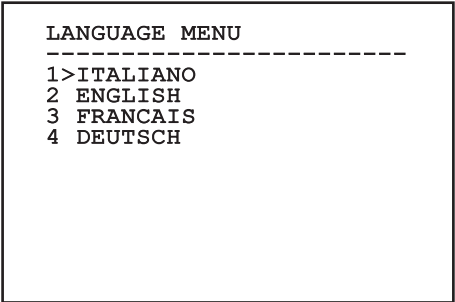 LANGUAGE MENU
------------------------
1>ITALIANO
2 ENGLISH
3 FRANCAIS
4 DEUTSCH